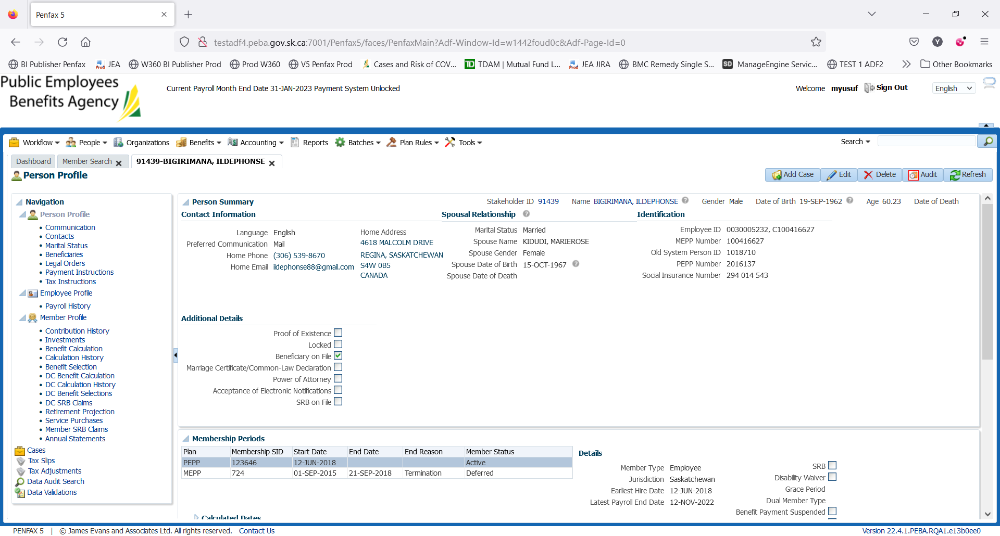 Penfax 5
testadf4.peba.gov.sk.ca:7001/Penfax5/faces/PenfaxMain?Adf-Window-Id=w1442foud0c&Adf-Page-Id=0
BI Publisher Penfax JEA W360 BI Publisher Prod Prod W360 V5 Penfax Prod Cases and Risk of COV... TDAM | Mutual Fund L... JEA JIRA BMC Remedy Single S... ManageEngine Servic... TEST 1 ADF2 Other Bookmarks
Public Employees
Benefits Agency
Current Payroll Month End Date 31-JAN-2023 Payment System Unlocked
Welcome myusuf Sign Out English
Workflow People Organizations Benefits Accounting Reports Batches Plan Rules Tools Search
Dashboard Member Search 91439-BIGIRIMANA, ILDEPHONSE
Person Profile
Add Case Edit Delete Audit Refresh
Navigation
Person Profile
Communication
Contacts
Marital Status
Beneficiaries
Legal Orders
Payment Instructions
Tax Instructions
Employee Profile
Payroll History
Member Profile
Contribution History
Investments
Benefit Calculation
Calculation History
Benefit Selection
DC Benefit Calculation
DC Calculation History
DC Benefit Selections
DC SRB Claims
Retirement Projection
Service Purchases
Member SRB Claims
Annual Statements
Cases
Tax Slips
Tax Adjustments
Data Audit Search
Data Validations
Person Summary
Stakeholder ID 91439 Name BIGIRIMANA, ILDEPHONSE Gender Male Date of Birth 19-SEP-1962 Age 60.23 Date of Death
Contact Information
Language English
Preferred Communication Mail
Home Phone (306) 539-8670
Home Email ildephonse88@gmail.com
Home Address
4618 MALCOLM DRIVE
REGINA, SASKATCHEWAN
S4W 0B5
CANADA
Spousal Relationship
Marital Status Married
Spouse Name KIDUDI, MARIEROSE
Spouse Gender Female
Spouse Date of Birth 15-OCT-1967
Spouse Date of Death
Identification
Employee ID 0030005232, C100416627
MEPP Number 100416627
Old System Person ID 1018710
PEPP Number 2016137
Social Insurance Number 294 014 543
Additional Details
Proof of Existence
Locked
Beneficiary on File
Marriage Certificate/Common-Law Declaration
Power of Attorney
Acceptance of Electronic Notifications
SRB on File
Membership Periods
Plan Membership SID Start Date End Date End Reason Member Status
PEPP 123646 12-JUN-2018 Active
MEPP 724 01-SEP-2015 21-SEP-2018 Termination Deferred
Details
Member Type Employee
Jurisdiction Saskatchewan
Earliest Hire Date 12-JUN-2018
Latest Payroll End Date 12-NOV-2022
SRB
Disability Waiver
Grace Period
Dual Member Type
Benefit Payment Suspended
Calculated Dates
PENFAX 5 | © James Evans and Associates Ltd. All rights reserved. Contact Us
Version 22.4.1.PEBA.RQA1.e13b0ee0